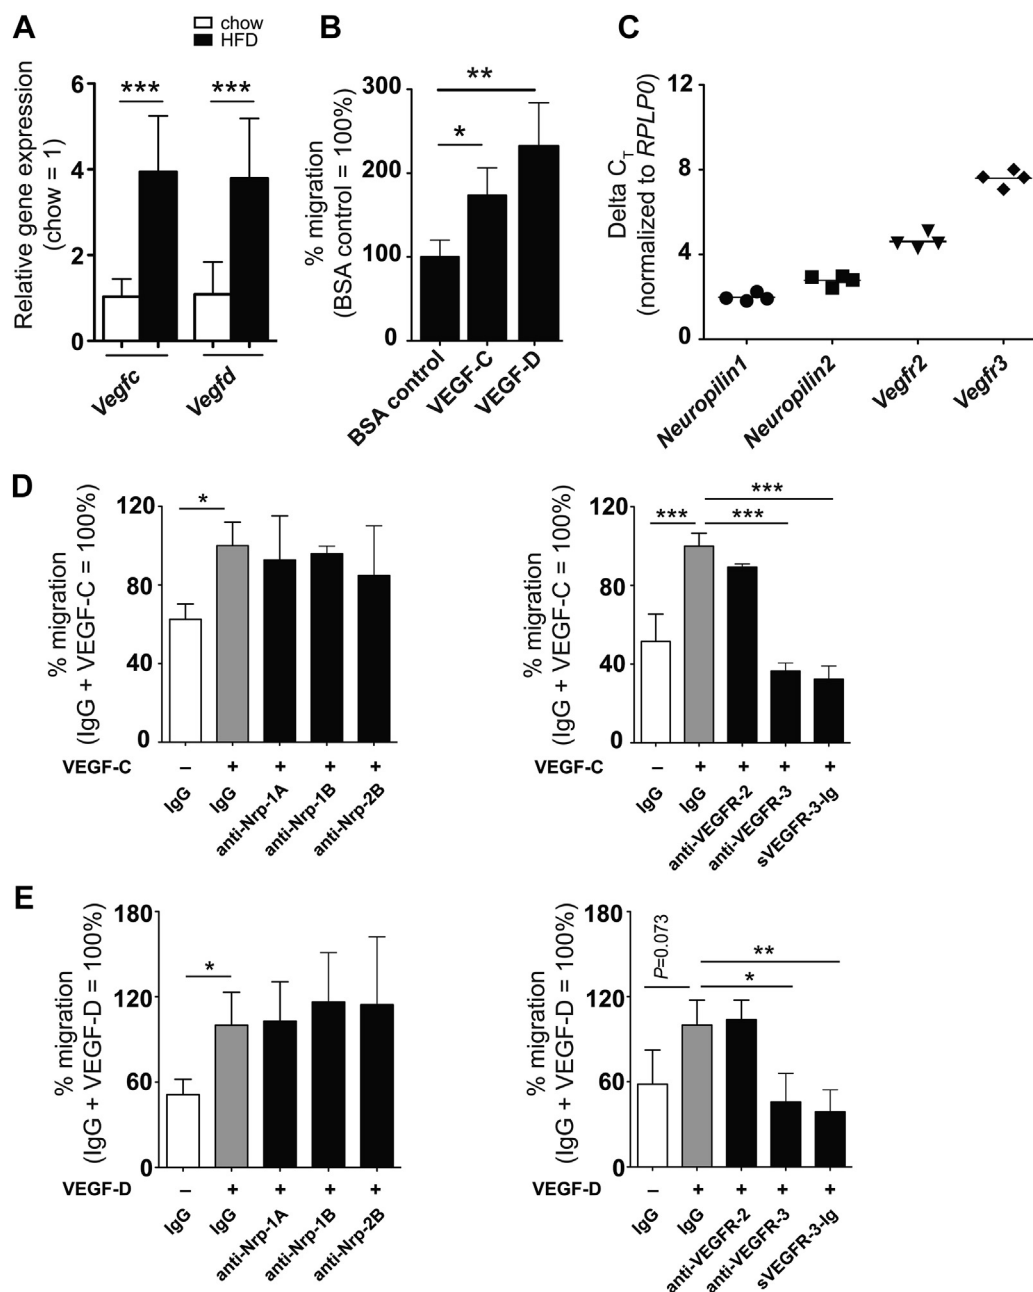 A
chow
HFD
Relative gene expression
(chow = 1)
6
4
2
0
***
***
Vegfc
Vegfd
B
% migration
(BSA control = 100%)
300
200
100
0
**
*
BSA control
VEGF-C
VEGF-D
C
Delta CT
(normalized to RPLP0)
12
8
4
0
Neuropilin1
Neuropilin2
Vegfr2
Vegfr3
D
% migration
(IgG + VEGF-C = 100%)
120
80
40
0
*
VEGF-C
– + + + +
IgG
IgG
anti-Nrp-1A
anti-Nrp-1B
anti-Nrp-2B
% migration
(IgG + VEGF-C = 100%)
120
80
40
0
***
*** ***
VEGF-C
– + + + +
IgG
IgG
anti-VEGFR-2
anti-VEGFR-3
sVEGFR-3-Ig
E
% migration
(IgG + VEGF-D = 100%)
180
120
60
0
*
VEGF-D
– + + + +
IgG
IgG
anti-Nrp-1A
anti-Nrp-1B
anti-Nrp-2B
% migration
(IgG + VEGF-D = 100%)
180
120
60
0
P=0.073
**
*
VEGF-D
– + + + +
IgG
IgG
anti-VEGFR-2
anti-VEGFR-3
sVEGFR-3-Ig